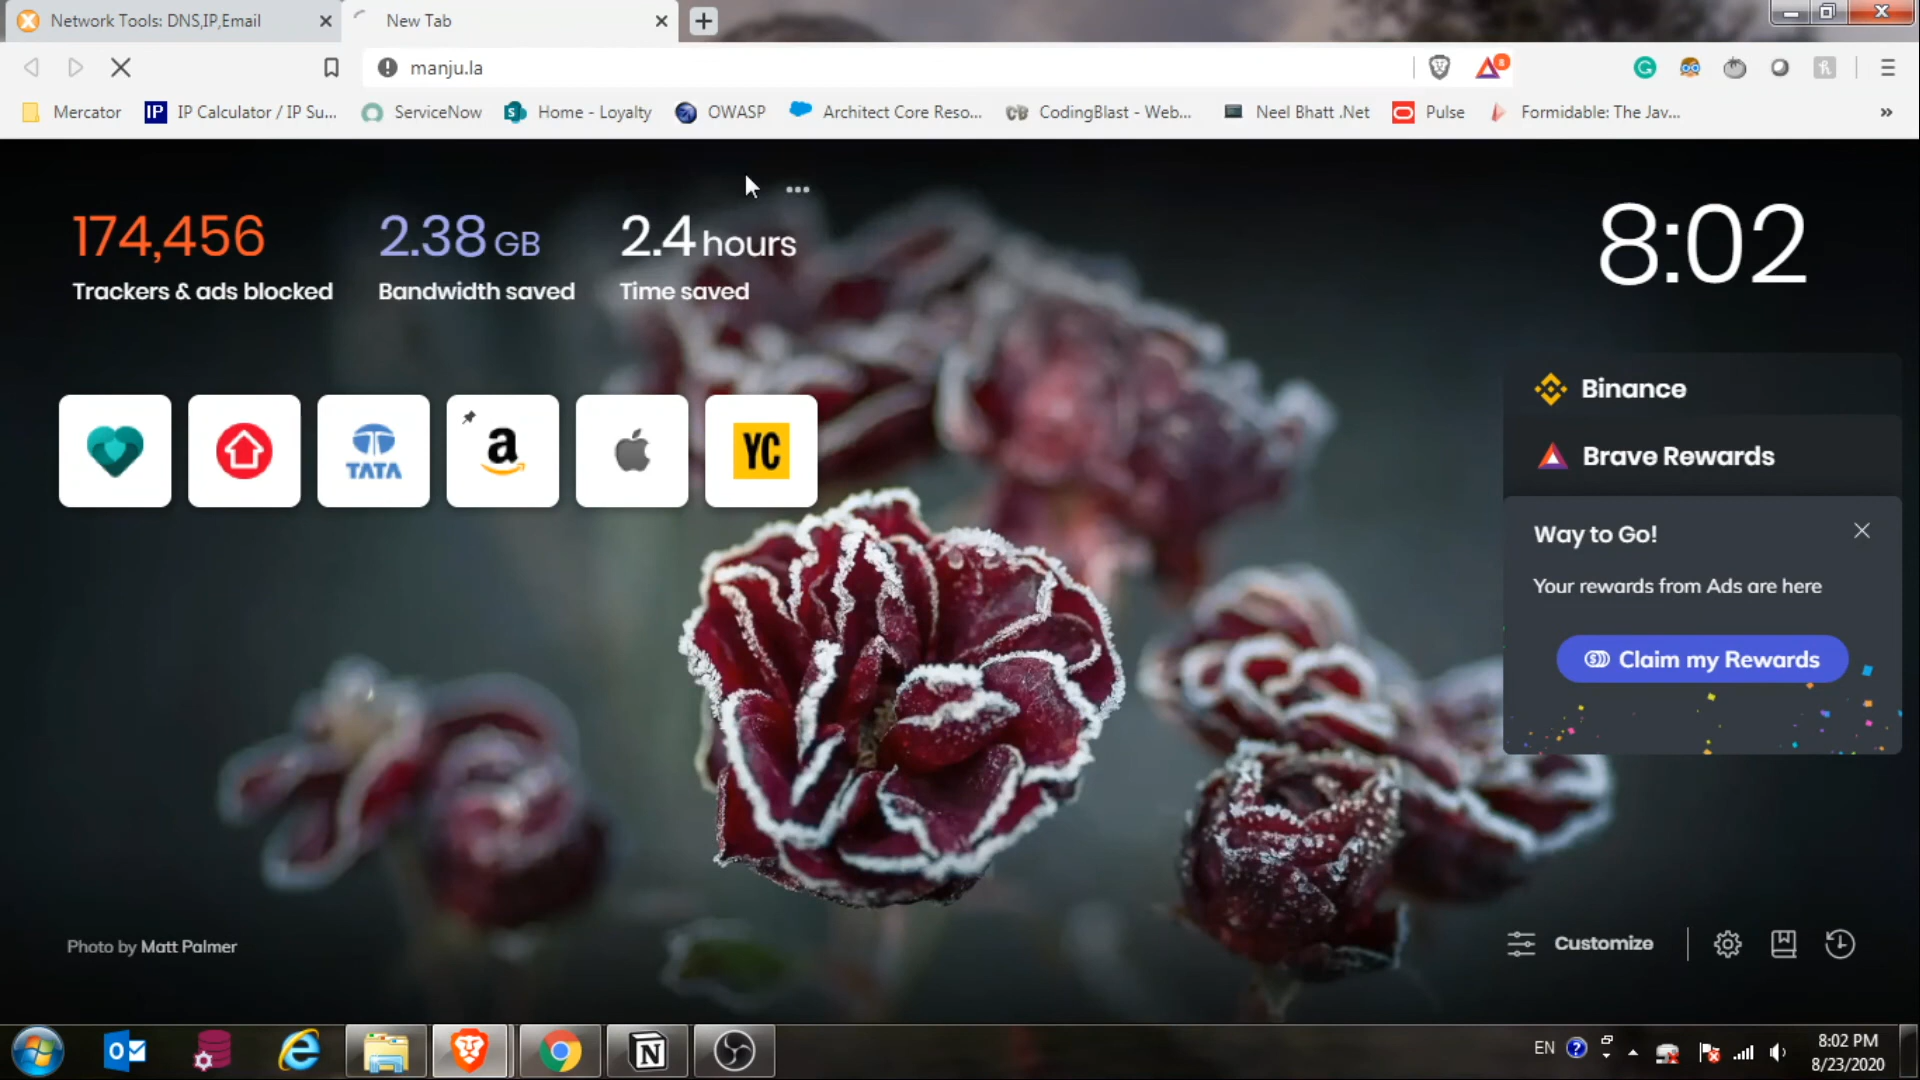 Network Tools: DNS,IP,Email
New Tab
manju.la
8
Mercator
IP
IP Calculator / IP Su...
ServiceNow
S
Home - Loyalty
OWASP
Architect Core Reso...
CB
CodingBlast - Web...
Neel Bhatt .Net
Pulse
Formidable: The Jav...
174,456
Trackers & ads blocked
2.38 GB
Bandwidth saved
2.4 hours
Time saved
8:02
TATA
a
YC
Binance
Brave Rewards
Way to Go!
Your rewards from Ads are here
Claim my Rewards
Photo by Matt Palmer
Customize
EN
8:02 PM
8/23/2020